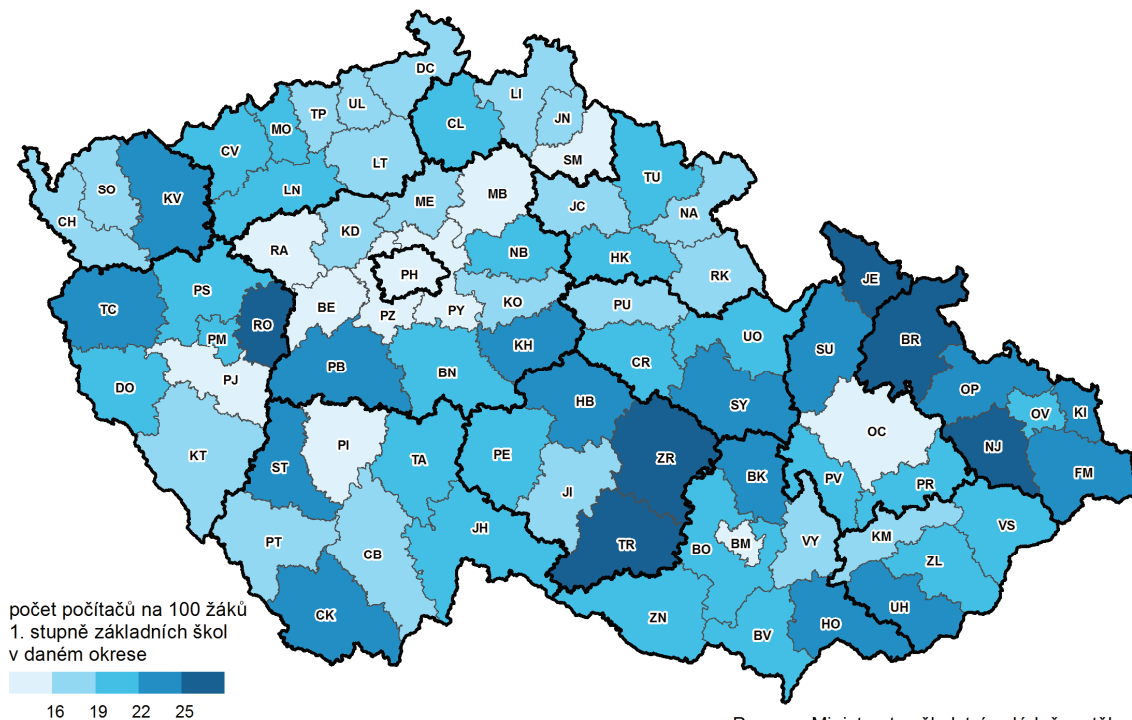 DC
LI
UL
TP
JN
MO
CL
CV
LT
SM
TU
SO
KV
LN
MB
ME
JC
NA
CH
KD
RA
NB
HK
RK
PH
JE
PS
KO
PU
TC
BE
PZ
PY
RO
UO
BR
PM
KH
SU
CR
PB
BN
DO
PJ
OP
HB
SY
OV
KI
OC
PI
KT
ST
TA
PE
ZR
NJ
FM
BK
JI
PV
PR
JH
VS
PT
TR
BM
KM
BO
VY
CB
ZL
UH
CK
ZN
HO
BV
počet počítačů na 100 žáků
1. stupně základních škol
v daném okrese
16 19 22 25